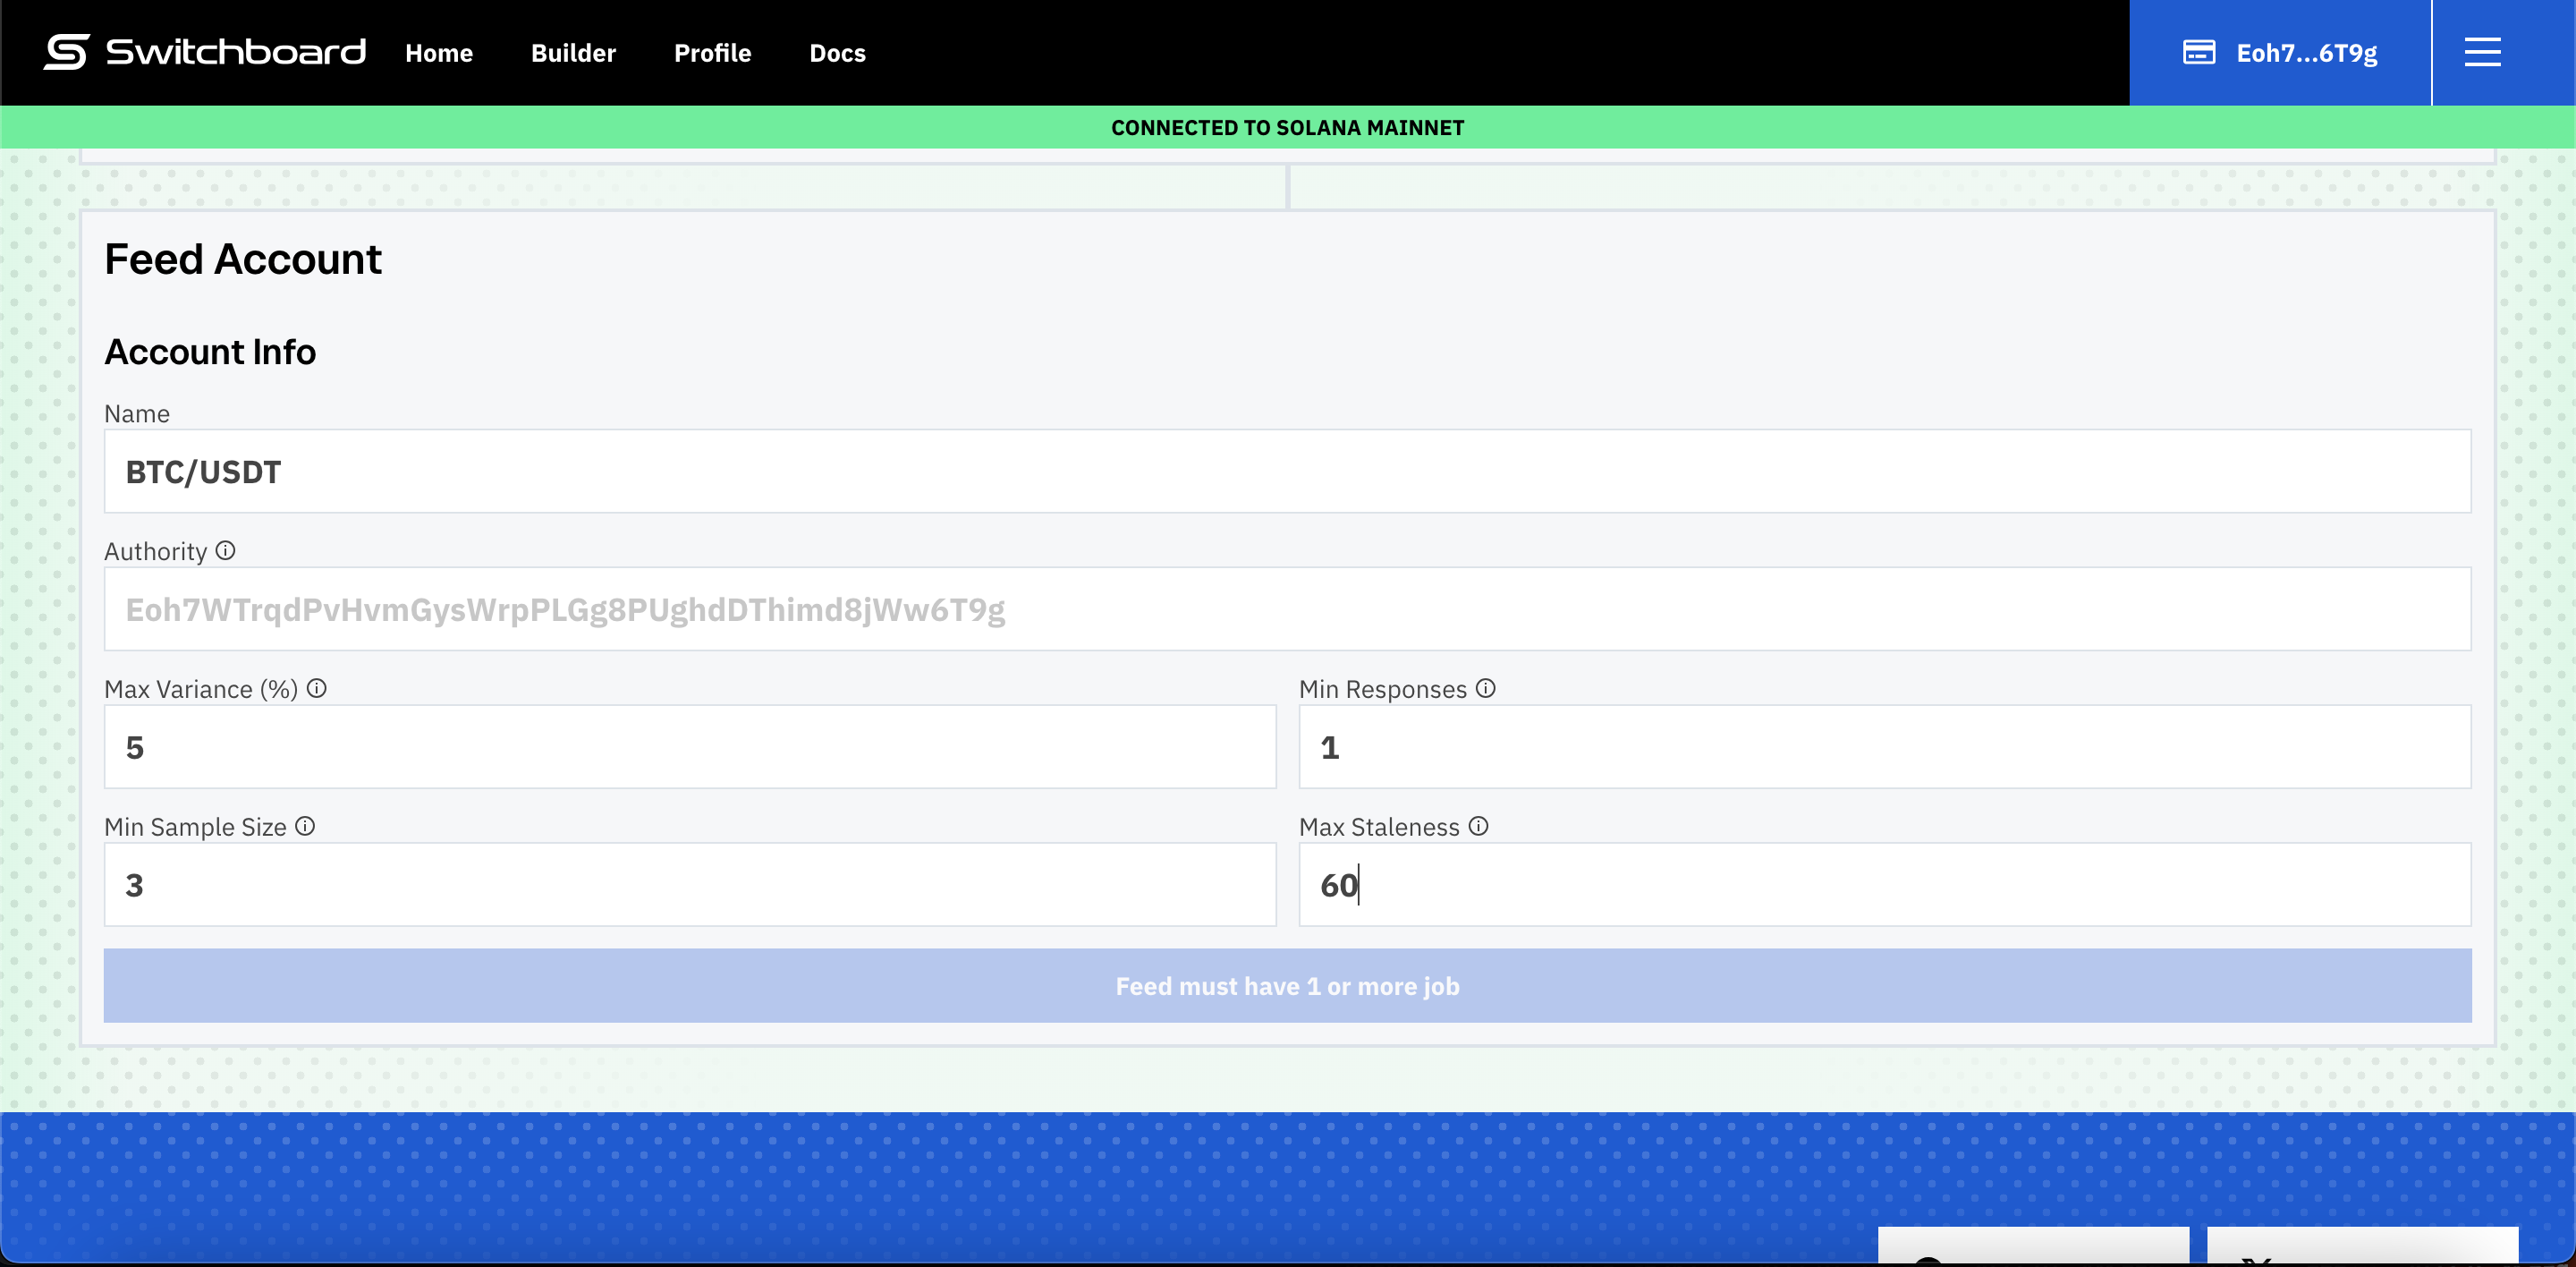 Switchboard Home Builder Profile Docs Eoh7...6T9g
CONNECTED TO SOLANA MAINNET
Feed Account
Account Info
Name
BTC/USDT
Authority
Eoh7WTrqdPvHvmGysWrpPLGg8PUghdDThimd8jWw6T9g
Max Variance (%) Min Responses
5 1
Min Sample Size Max Staleness
3 60
Feed must have 1 or more job